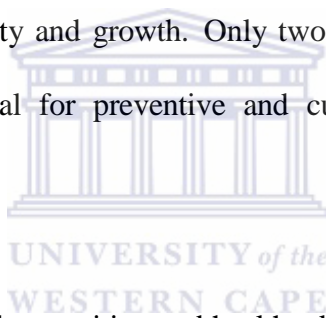 ty and growth. Only two
al for preventive and cu
UNIVERSITY of the
WESTERN CAPE